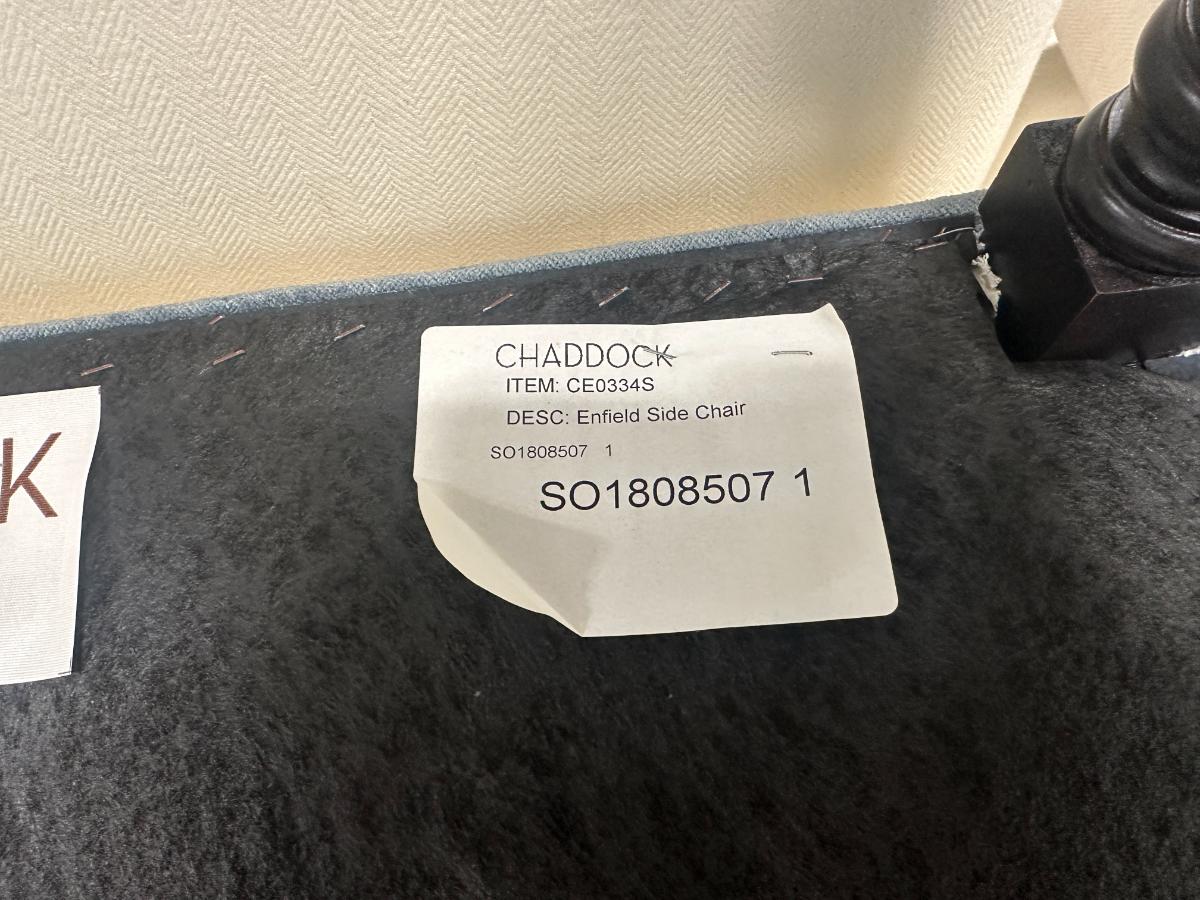 CHADDOCK
ITEM: CE0334S
DESC: Enfield Side Chair
SO1808507 1
SO1808507 1
K